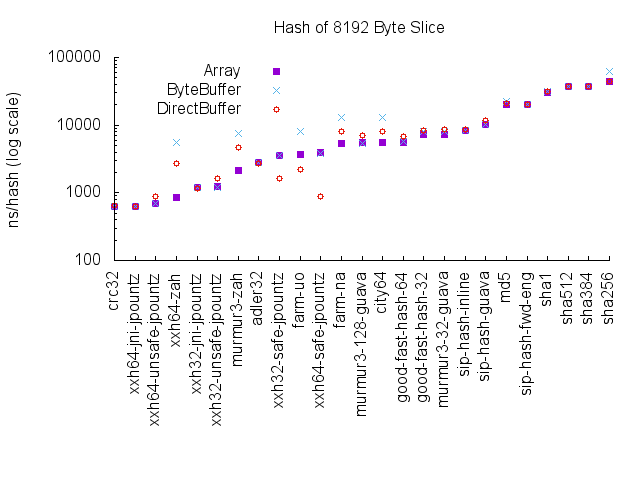 Hash of 8192 Byte Slice
ns/hash (log scale)
100000
10000
1000
100
Array
ByteBuffer
DirectBuffer
crc32
xxh64-jni-jpountz
xxh64-unsafe-jpountz
xxh64-zah
xxh32-jni-jpountz
xxh32-unsafe-jpountz
murmur3-zah
adler32
xxh32-safe-jpountz
farm-uo
xxh64-safe-jpountz
farm-na
murmur3-128-guava
city64
good-fast-hash-64
good-fast-hash-32
murmur3-32-guava
sip-hash-inline
sip-hash-guava
md5
sip-hash-fwd-eng
sha1
sha512
sha384
sha256